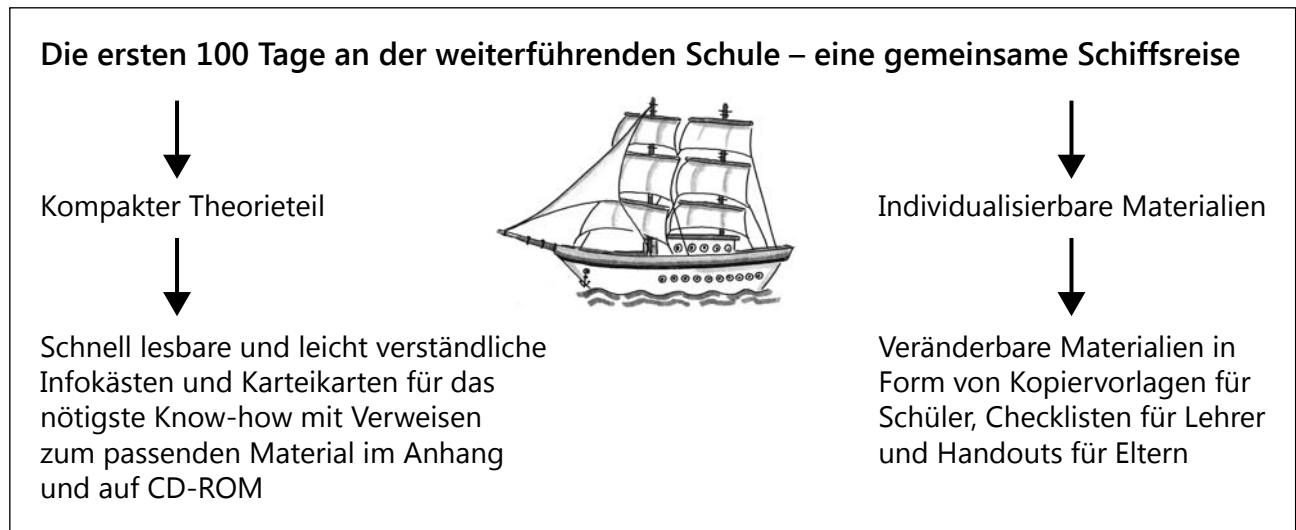 Die ersten 100 Tage an der weiterführenden Schule – eine gemeinsame Schiffsreise
Kompakter Theorieteil
Schnell lesbare und leicht verständliche
Infokästen und Karteikarten für das
nötigste Know-how mit Verweisen
zum passenden Material im Anhang
und auf CD-ROM
Individualisierbare Materialien
Veränderbare Materialien in
Form von Kopiervorlagen für
Schüler, Checklisten für Lehrer
und Handouts für Eltern